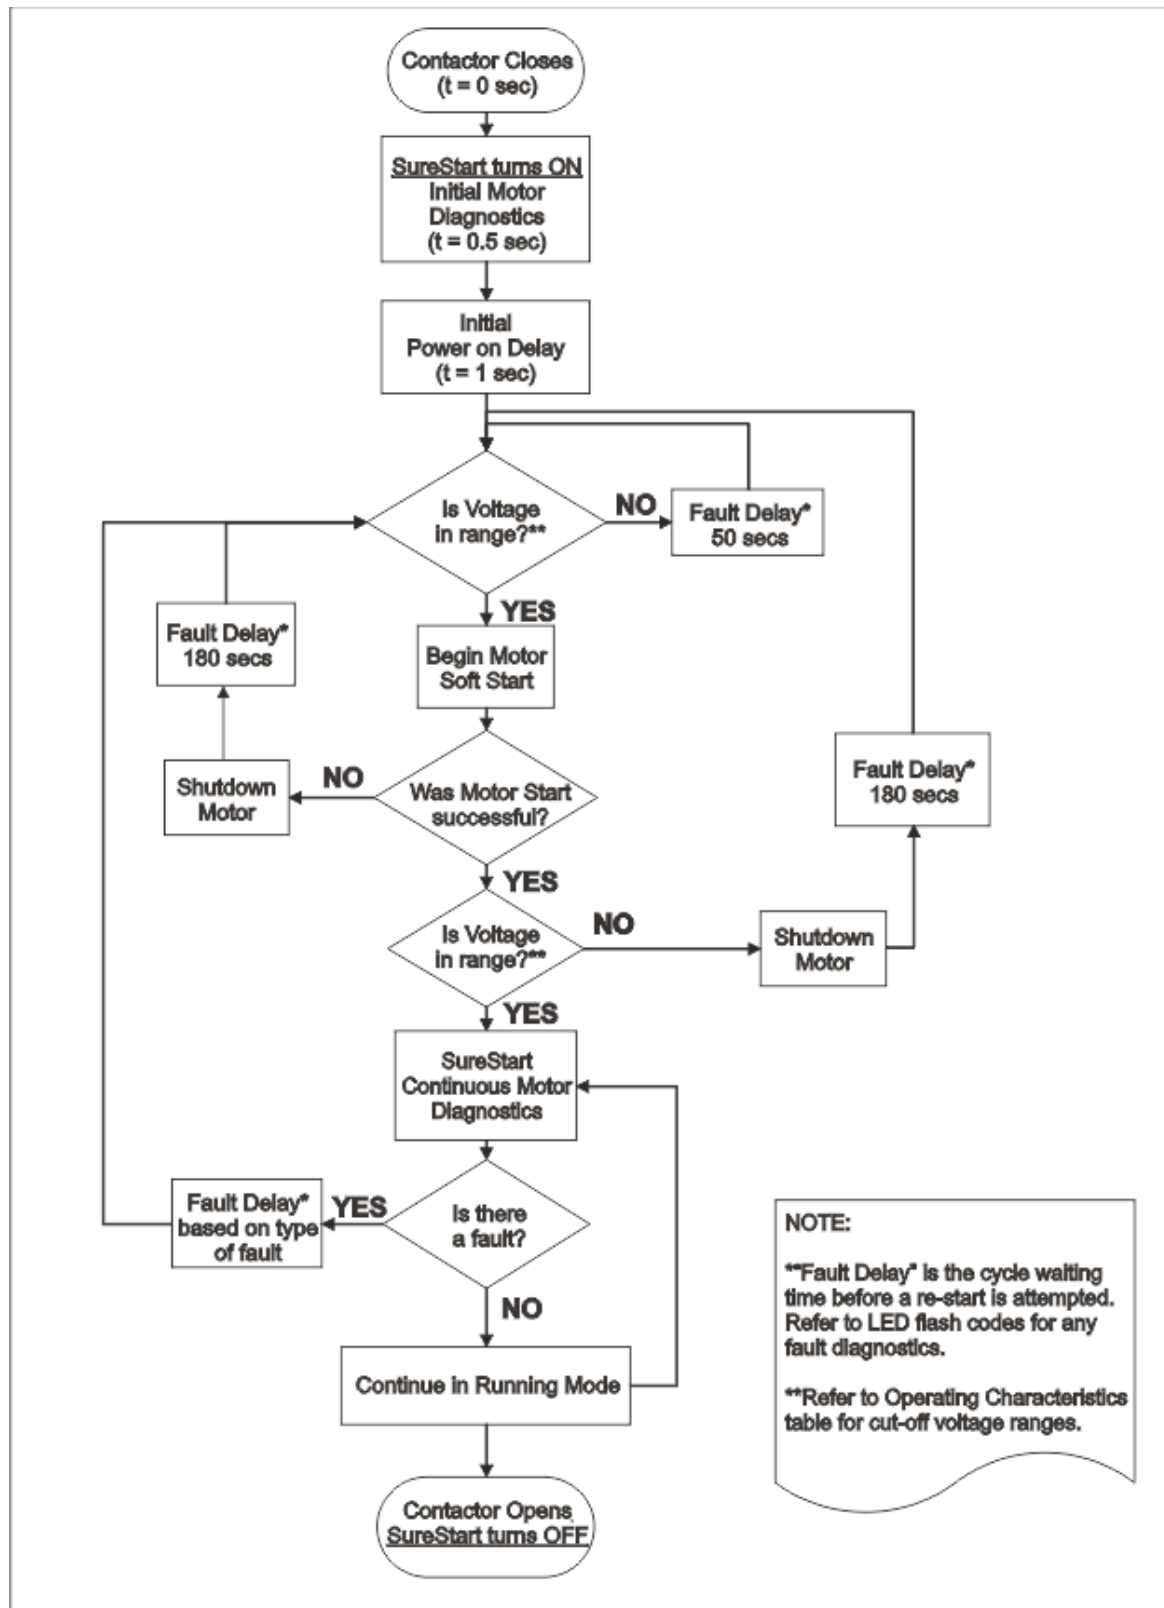 Contactor Closes
(t = 0 sec)
SureStart turns ON
Initial Motor
Diagnostics
(t = 0.5 sec)
Initial
Power on Delay
(t = 1 sec)
Is Voltage
in range?**
NO
Fault Delay*
50 secs
YES
Fault Delay*
180 secs
Begin Motor
Soft Start
Shutdown
Motor
NO
Was Motor Start
successful?
Fault Delay*
180 secs
YES
Is Voltage
in range?**
NO
Shutdown
Motor
YES
SureStart
Continuous Motor
Diagnostics
Fault Delay*
based on type
of fault
YES
Is there
a fault?
NO
Continue in Running Mode
Contactor Opens
SureStart turns OFF
NOTE:
*"Fault Delay" is the cycle waiting
time before a re-start is attempted.
Refer to LED flash codes for any
fault diagnostics.
**Refer to Operating Characteristics
table for cut-off voltage ranges.